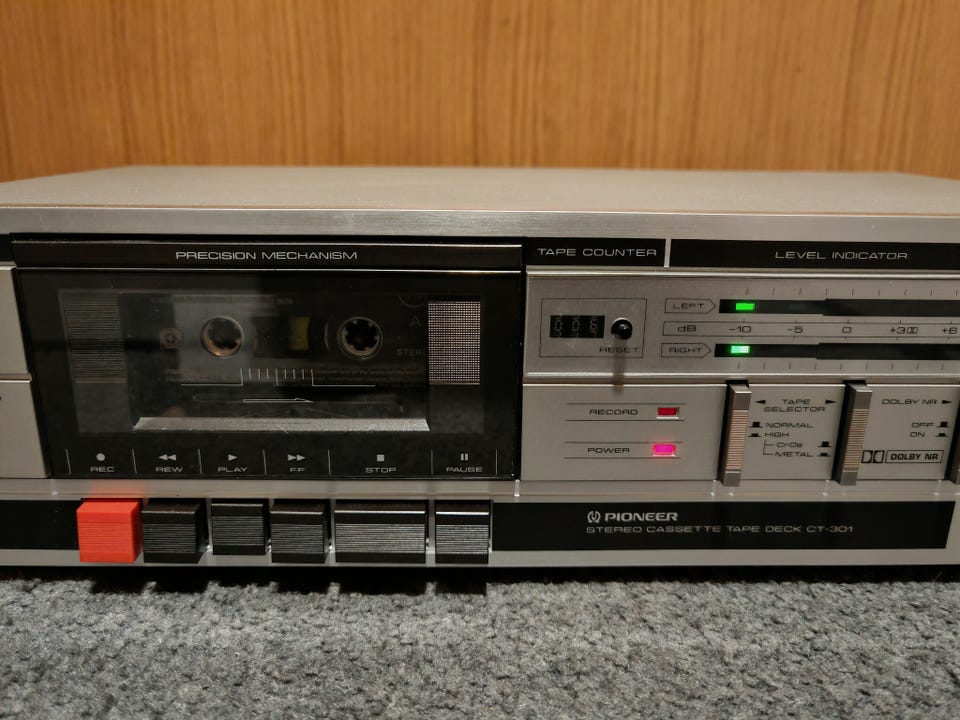 PRECISION MECHANISM
TAPE COUNTER
LEVEL INDICATOR
LEFT
dB -10 -5 0 +3 +6
RIGHT
RESET
A
RECORD
POWER
TAPE
SELECTOR
NORMAL
HIGH
CrO2
METAL
DOLBY NR
OFF
ON
DOLBY NR
REC REW PLAY FF STOP PAUSE
PIONEER
STEREO CASSETTE TAPE DECK CT-301